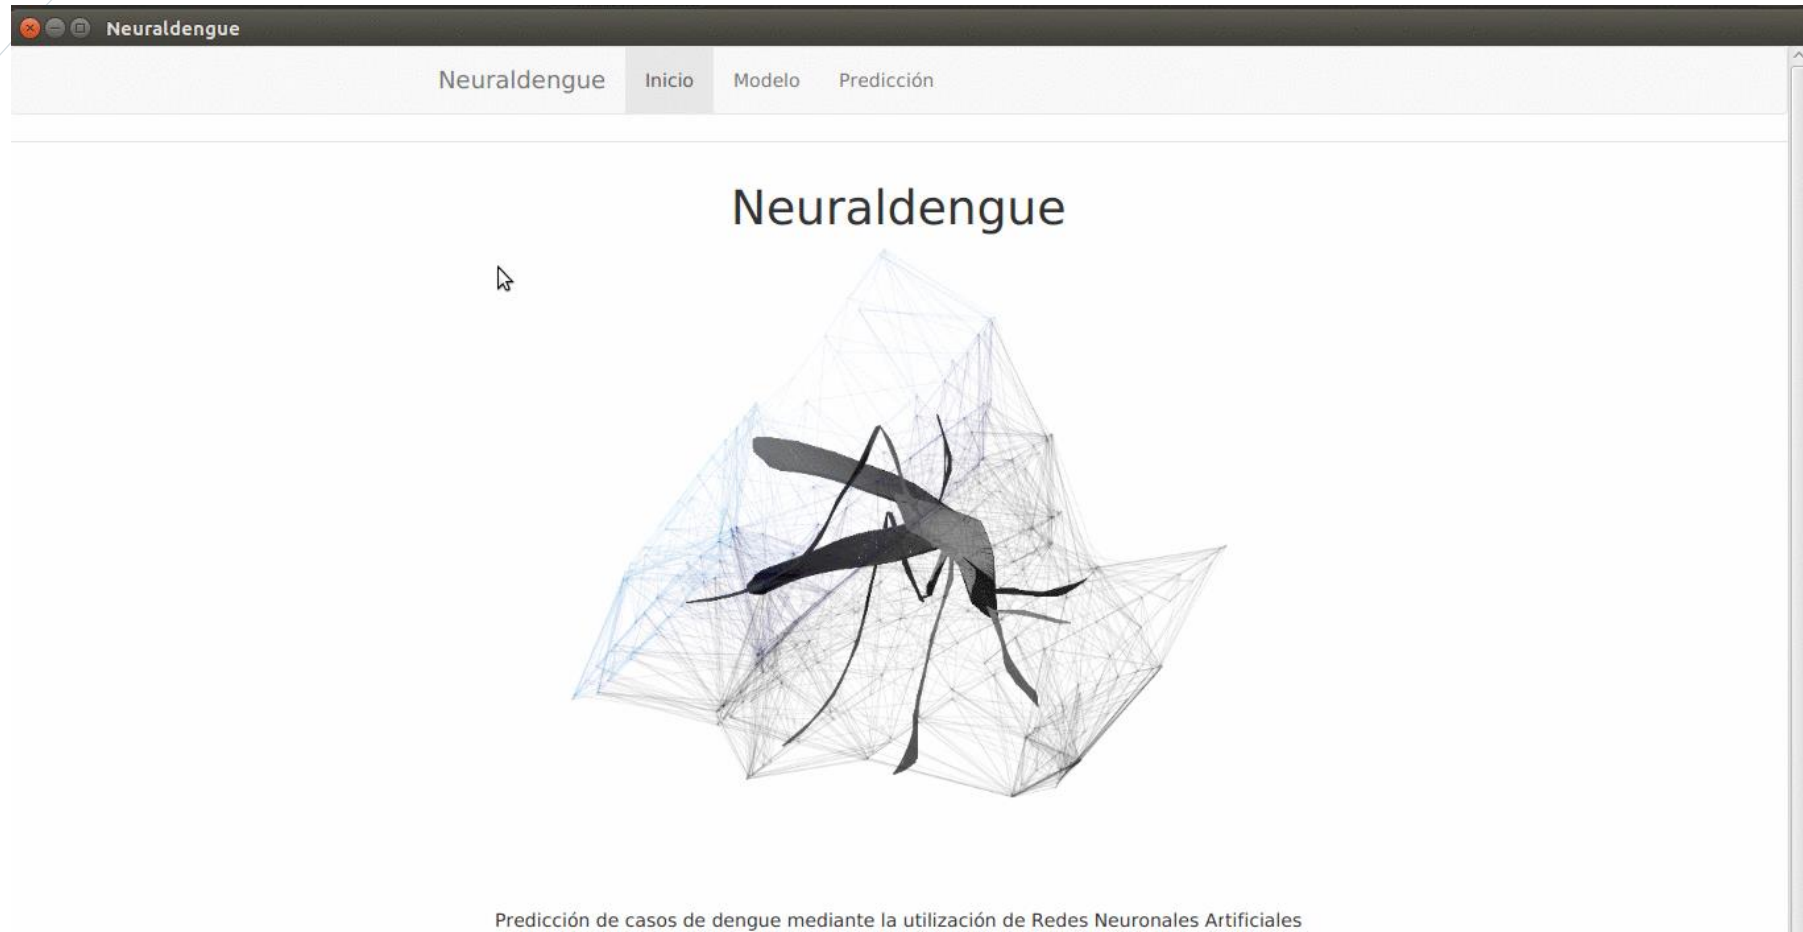 Neuraldengue
Neuraldengue Inicio Modelo Predicción
Neuraldengue
Predicción de casos de dengue mediante la utilización de Redes Neuronales Artificiales